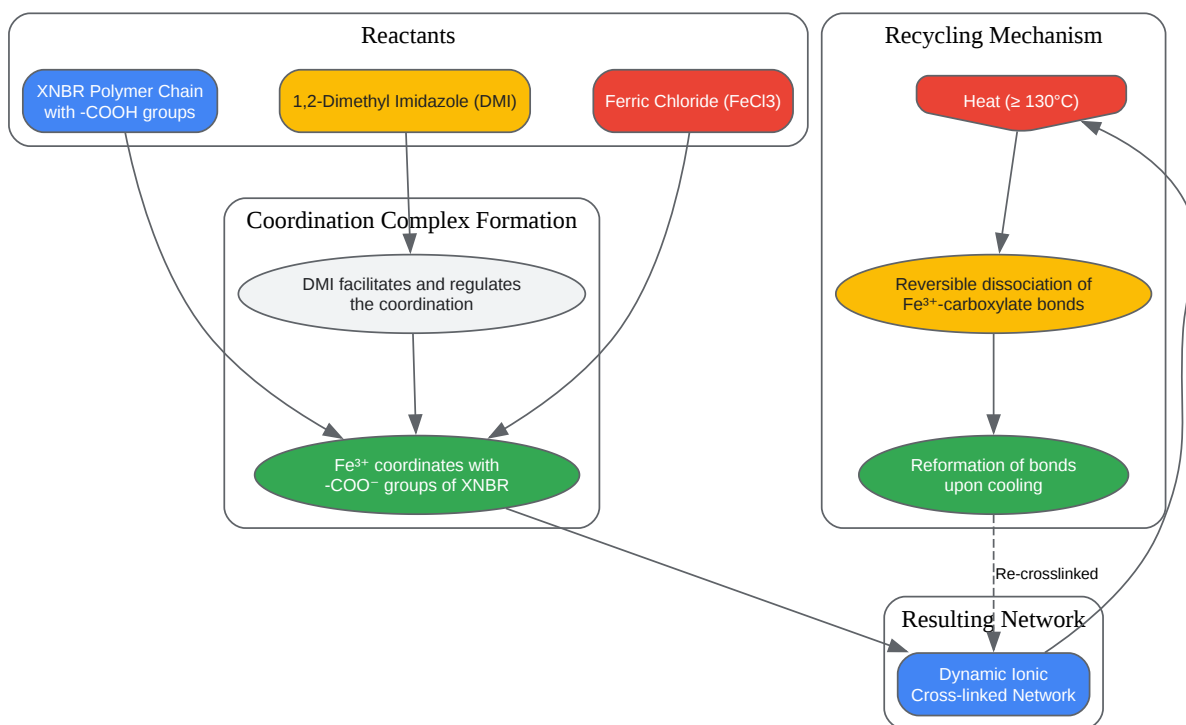 Reactants
XNBR Polymer Chain
with -COOH groups
1,2-Dimethyl Imidazole (DMI)
Ferric Chloride (FeCl3)
Coordination Complex Formation
DMI facilitates and regulates
the coordination
Fe³⁺ coordinates with
-COO⁻ groups of XNBR
Recycling Mechanism
Heat (≥ 130°C)
Reversible dissociation of
Fe³⁺-carboxylate bonds
Reformation of bonds
upon cooling
Re-crosslinked
Resulting Network
Dynamic Ionic
Cross-linked Network